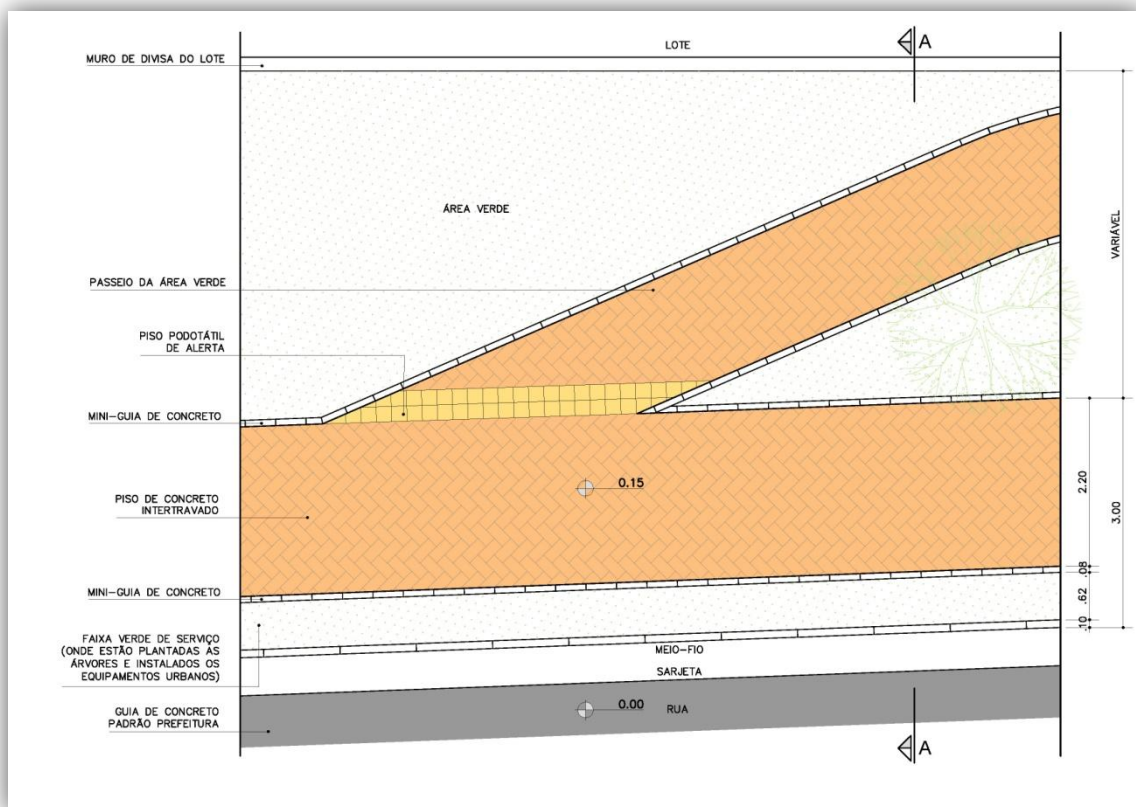 LOTE
A
MURO DE DIVISA DO LOTE
ÁREA VERDE
VARIÁVEL
PASSEIO DA ÁREA VERDE
PISO PODOTÁTIL
DE ALERTA
MINI-GUIA DE CONCRETO
0.15
2.20
3.00
PISO DE CONCRETO
INTERTRAVADO
.08
MINI-GUIA DE CONCRETO
.62
.10
FAIXA VERDE DE SERVIÇO
(ONDE ESTÃO PLANTADAS AS
ÁRVORES E INSTALADOS OS
EQUIPAMENTOS URBANOS)
MEIO-FIO
SARJETA
0.00 RUA
GUIA DE CONCRETO
PADRÃO PREFEITURA
A